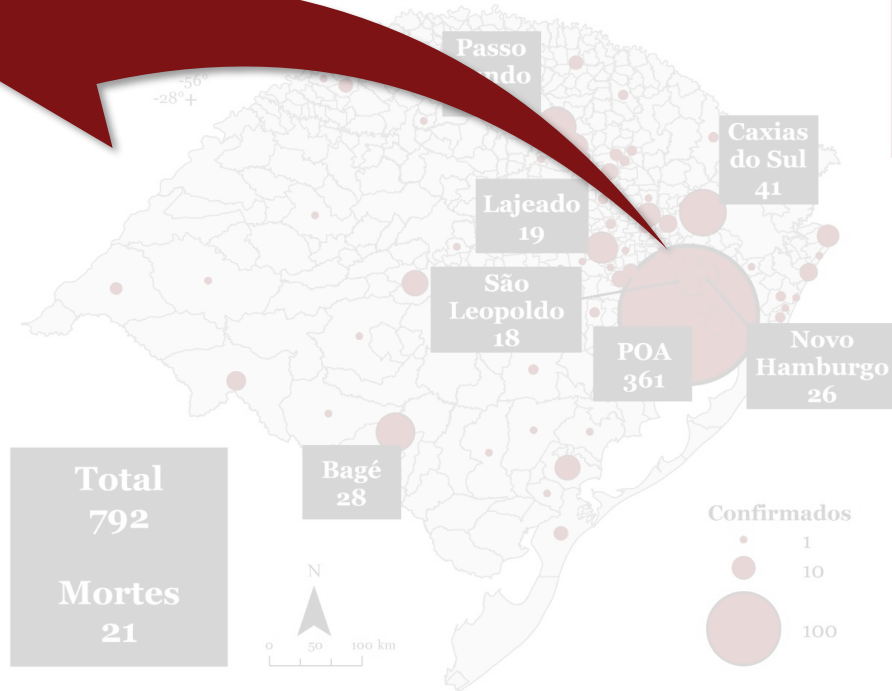 Passo
-56°
-28°+
Caxias
do Sul
41
Lajeado
19
São
Leopoldo
18
POA
361
Novo
Hamburgo
26
Bagé
28
Total
792
Mortes
21
N
0 50 100 km
Confirmados
1
10
100